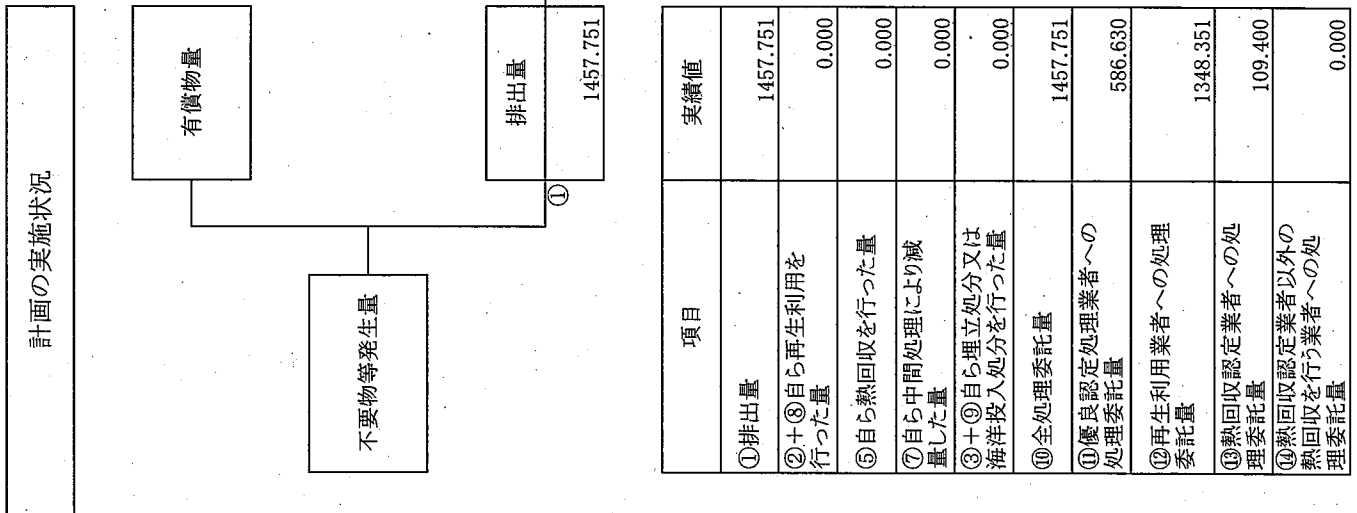 計画の実施状況
有償物量
不要物等発生量
排出量
1457.751
①
項目
実績値
①排出量
1457.751
②+⑧自ら再生利用を
行った量
0.000
⑤自ら熱回収を行った量
0.000
⑦自ら中間処理により減
量した量
0.000
③+⑨自ら埋立処分又は
海洋投入処分を行った量
0.000
⑩全処理委託量
1457.751
⑪優良認定処理業者への
処理委託量
586.630
⑫再生利用業者への処理
委託量
1348.351
⑬熱回収認定業者への処
理委託量
109.400
⑭熱回収認定業者以外の
熱回収を行う業者への処
理委託量
0.000